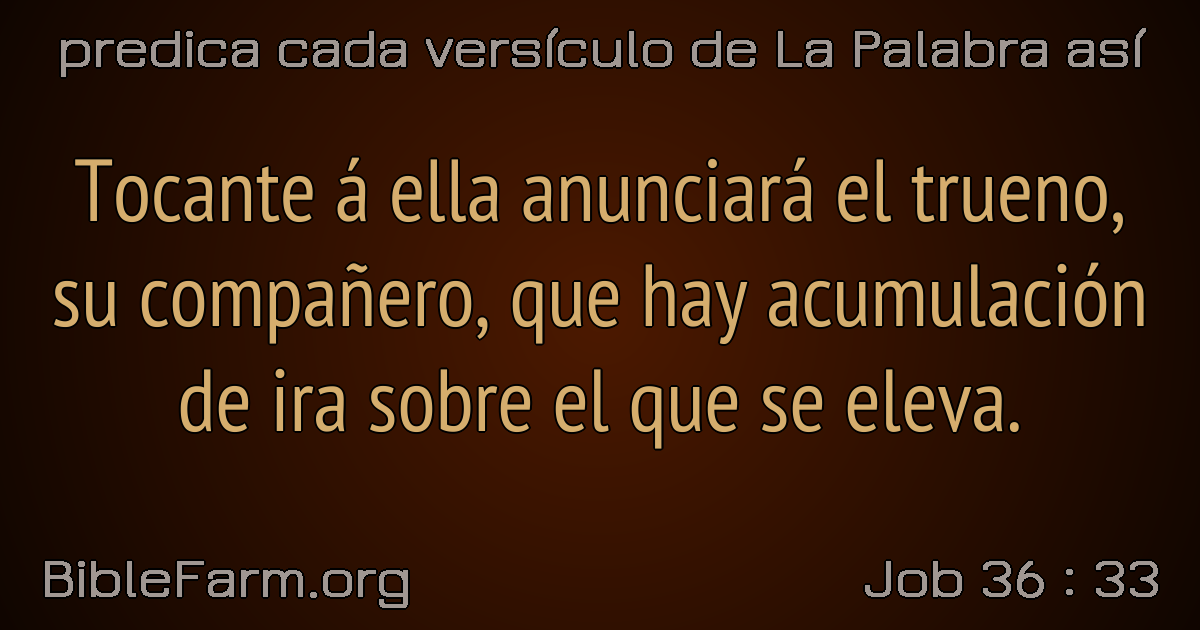 predica cada versículo de La Palabra así
Tocante á ella anunciará el trueno,
su compañero, que hay acumulación
de ira sobre el que se eleva.
BibleFarm.org
Job 36 : 33